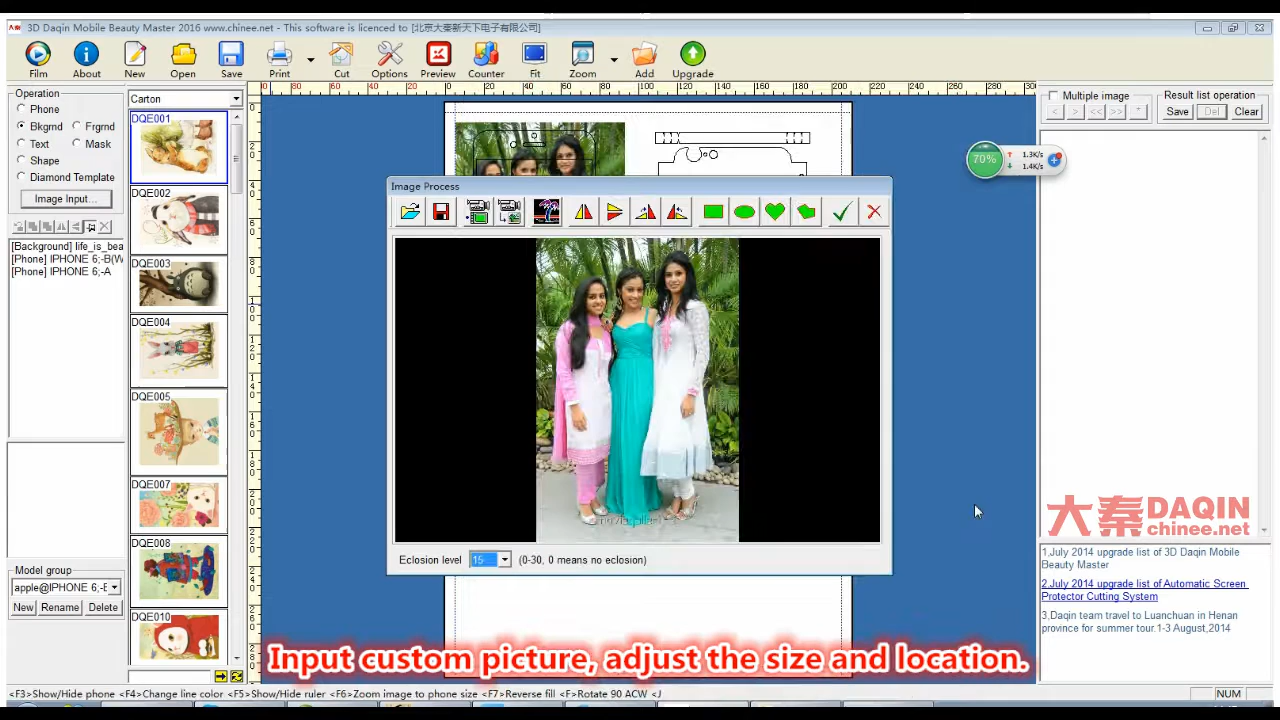 3D Daqin Mobile Beauty Master 2016 www.chinee.net - This software is licenced to [北京大秦新天下电子有限公司]
Film About New Open Save Print Cut Options Preview Counter Fit Zoom Add Upgrade
Operation
Phone
Bkgrnd Frgrnd
Text Mask
Shape
Diamond Template
Image Input...
[Background] life_is_bea
[Phone] IPHONE 6;-B(W
[Phone] IPHONE 6;-A
Model group
apple@IPHONE 6;-B
New Rename Delete
Carton
DQE001
DQE002
DQE003
DQE004
DQE005
DQE007
DQE008
DQE010
Image Process
Eclosion level 15 (0-30, 0 means no eclosion)
Multiple image
< > << >> *
Result list operation
Save Del Clear
70%
1.3K/s
1.4K/s
大秦 DAQIN
chinee.net
1,July 2014 upgrade list of 3D Daqin Mobile
Beauty Master
2,July 2014 upgrade list of Automatic Screen
Protector Cutting System
3,Daqin team travel to Luanchuan in Henan
province for summer tour.1-3 August,2014
Input custom picture, adjust the size and location.
<F3>Show/Hide phone <F4>Change line color <F5>Show/Hide ruler <F6>Zoom image to phone size <F7>Reverse fill <F>Rotate 90 ACW <J
NUM